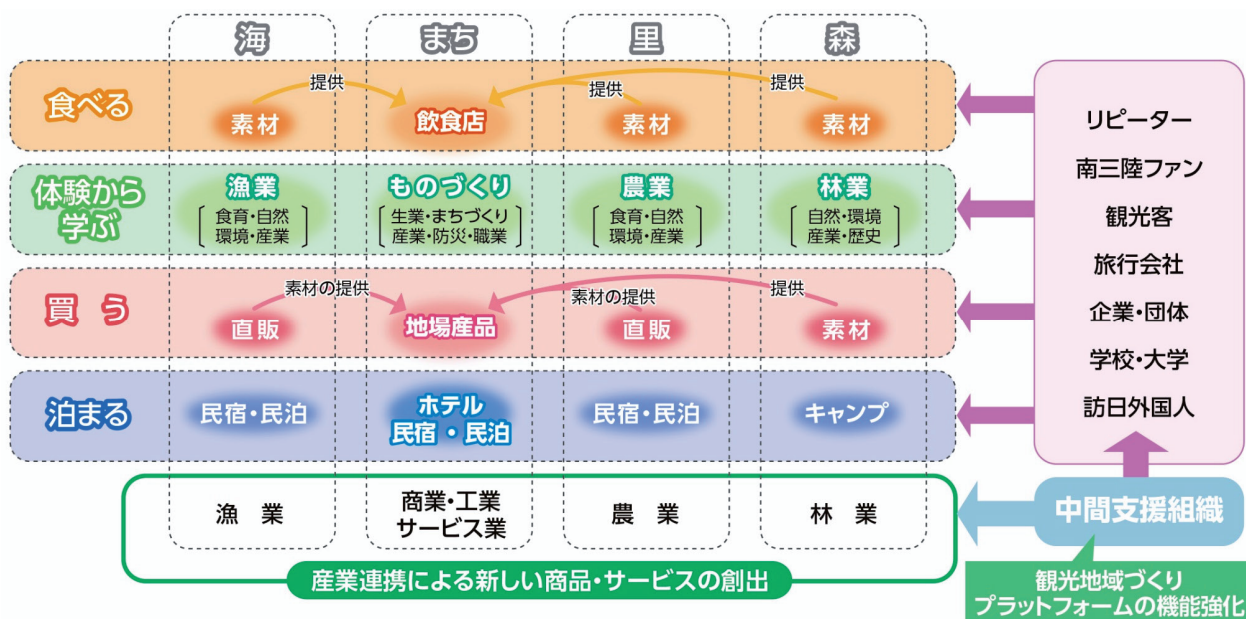 海
まち
里
森
食べる
提供
提供
提供
素材
飲食店
素材
素材
体験から
学ぶ
漁業
食育・自然
環境・産業
ものづくり
生業・まちづくり
産業・防災・職業
農業
食育・自然
環境・産業
林業
自然・環境
産業・歴史
買う
素材の提供
素材の提供
提供
直販
地場産品
直販
素材
泊まる
民宿・民泊
ホテル
民宿・民泊
民宿・民泊
キャンプ
漁業
商業・工業
サービス業
農業
林業
産業連携による新しい商品・サービスの創出
リピーター
南三陸ファン
観光客
旅行会社
企業・団体
学校・大学
訪日外国人
中間支援組織
観光地域づくり
プラットフォームの機能強化